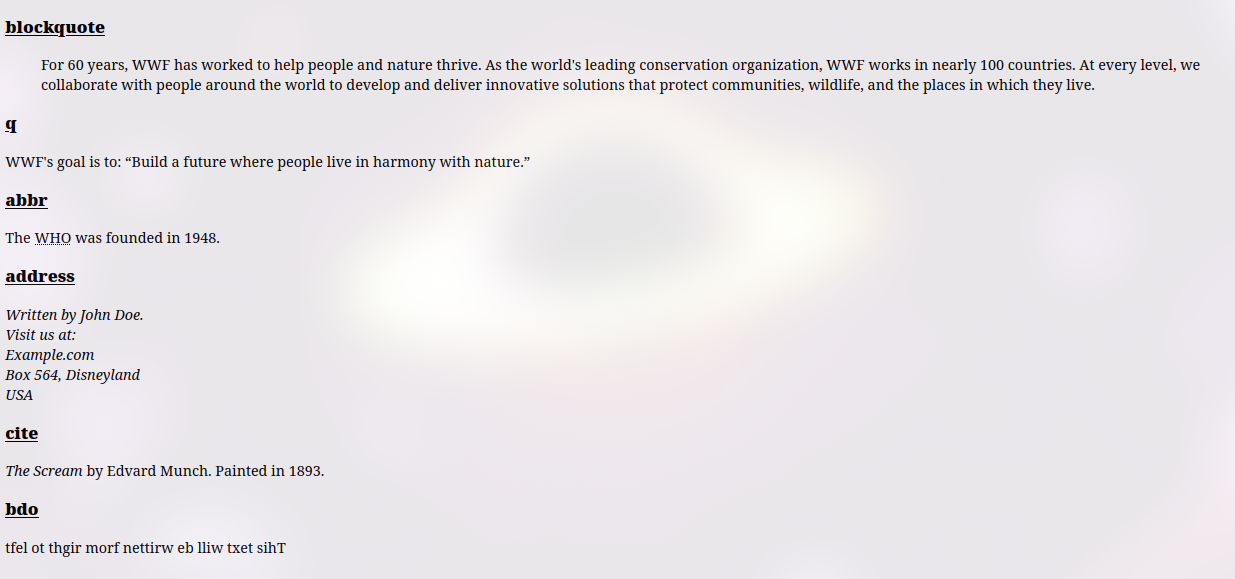 blockquote
For 60 years, WWF has worked to help people and nature thrive. As the world's leading conservation organization, WWF works in nearly 100 countries. At every level, we
collaborate with people around the world to develop and deliver innovative solutions that protect communities, wildlife, and the places in which they live.
q
WWF's goal is to: “Build a future where people live in harmony with nature.”
abbr
The WHO was founded in 1948.
address
Written by John Doe.
Visit us at:
Example.com
Box 564, Disneyland
USA
cite
The Scream by Edvard Munch. Painted in 1893.
bdo
tfel ot thgir morf nettirw eb lliw txet sihT